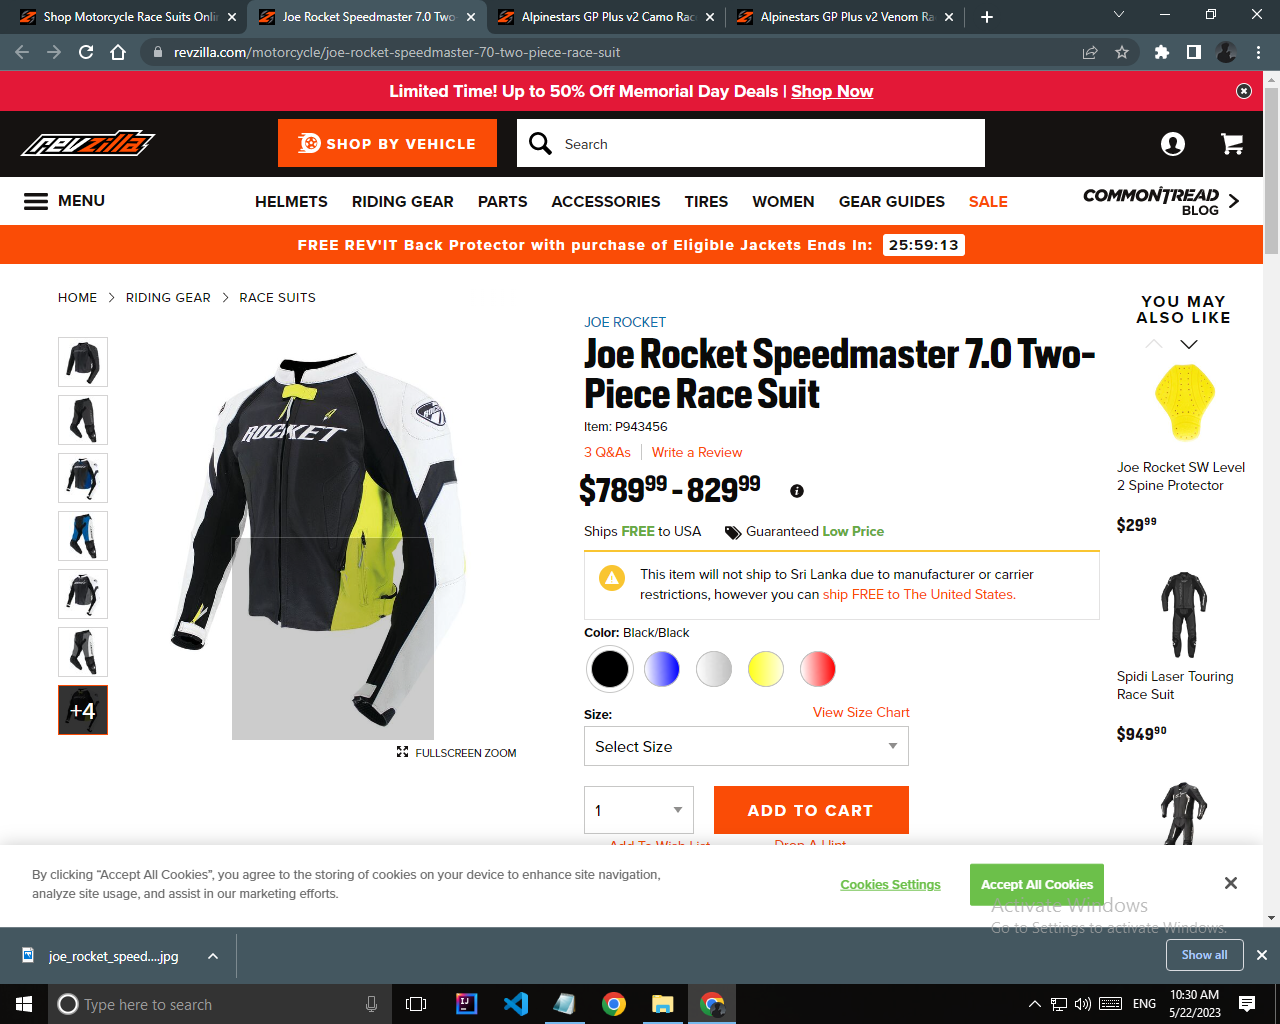 Shop Motorcycle Race Suits Onli
Joe Rocket Speedmaster 7.0 Two
Alpinestars GP Plus v2 Camo Rac
Alpinestars GP Plus v2 Venom Ra
revzilla.com/motorcycle/joe-rocket-speedmaster-70-two-piece-race-suit
Limited Time! Up to 50% Off Memorial Day Deals | Shop Now
revzilla
SHOP BY VEHICLE
Search
MENU
HELMETS
RIDING GEAR
PARTS
ACCESSORIES
TIRES
WOMEN
GEAR GUIDES
SALE
COMMON TREAD
BLOG
FREE REV'IT Back Protector with purchase of Eligible Jackets Ends In: 25:59:13
HOME > RIDING GEAR > RACE SUITS
ROCKET
ROCKET
+4
FULLSCREEN ZOOM
JOE ROCKET
Joe Rocket Speedmaster 7.0 Two-
Piece Race Suit
Item: P943456
3 Q&As | Write a Review
$789.99 - 829.99
Ships FREE to USA
Guaranteed Low Price
This item will not ship to Sri Lanka due to manufacturer or carrier
restrictions, however you can ship FREE to The United States.
Color: Black/Black
Size:
View Size Chart
Select Size
1
ADD TO CART
Add To Wish List
Drop A Hint
YOU MAY
ALSO LIKE
Joe Rocket SW Level
2 Spine Protector
$29.99
Spidi Laser Touring
Race Suit
$949.90
By clicking "Accept All Cookies", you agree to the storing of cookies on your device to enhance site navigation,
analyze site usage, and assist in our marketing efforts.
Cookies Settings
Accept All Cookies
Activate Windows
Go to Settings to activate Windows.
joe_rocket_speed....jpg
Show all
Type here to search
ENG
10:30 AM
5/22/2023